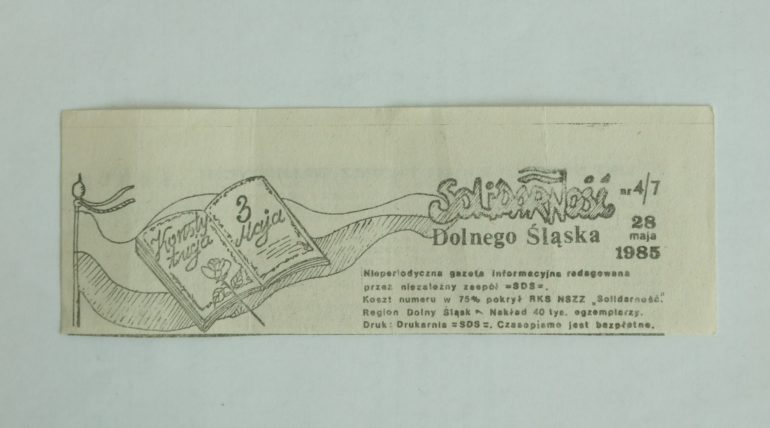 Konsty
tucja
3
Maja
SOLIDARNOŚĆ
nr 4/7
Dolnego Śląska
28
maja
1985
Nieperiodyczna gazeta informacyjna redagowana
przez niezależny zespół =SDS=.
Koszt numeru w 75% pokrył RKS NSZZ „Solidarność"
Region Dolny Śląsk - Nakład 40 tys. egzemplarzy.
Druk: Drukarnia =SDS=. Czasopismo jest bezpłatne.